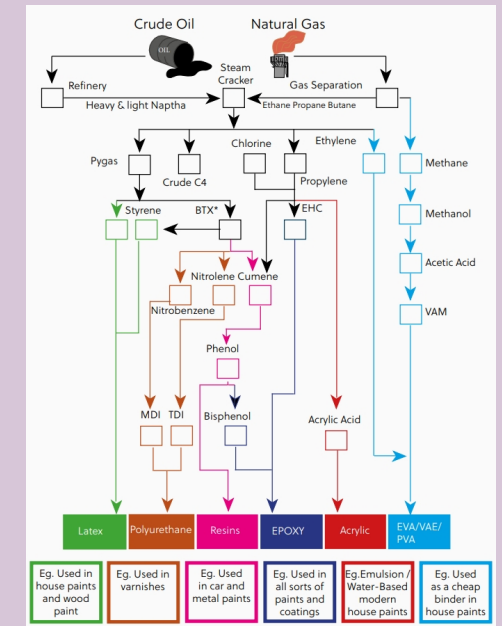 Crude Oil
Natural Gas
OIL
Steam
Cracker
Refinery
Gas Separation
Heavy & light Naptha
Ethane Propane Butane
Chlorine
Ethylene
Pygas
Methane
Crude C4
Propylene
Styrene
BTX*
EHC
Methanol
Acetic Acid
Nitrolene
Cumene
Nitrobenzene
VAM
Phenol
MDI
TDI
Bisphenol
Acrylic Acid
Latex
Polyurethane
Resins
EPOXY
Acrylic
EVA/VAE/
PVA
Eg. Used in
house paints
and wood
paint
Eg. Used in
varnishes
Eg. Used
in car and
metal paints
Eg. Used in
all sorts of
paints and
coatings
Eg.Emulsion /
Water-Based
modern
house paints
Eg. Used
as a cheap
binder in
house paints